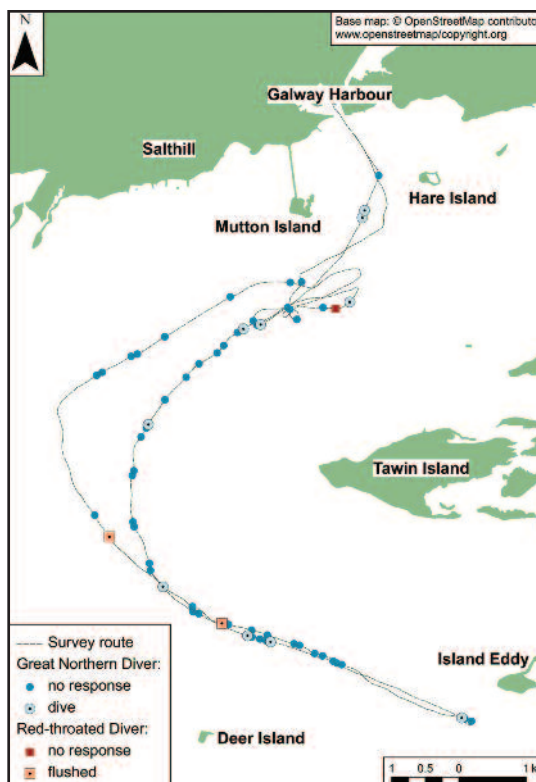 N
Base map: © OpenStreetMap contributo
www.openstreetmap/copyright.org
Galway Harbour
Salthill
Hare Island
Mutton Island
Tawin Island
Survey route
Great Northern Diver:
no response
dive
Red-throated Diver:
no response
flushed
Island Eddy
Deer Island
1 0.5 0 1 k